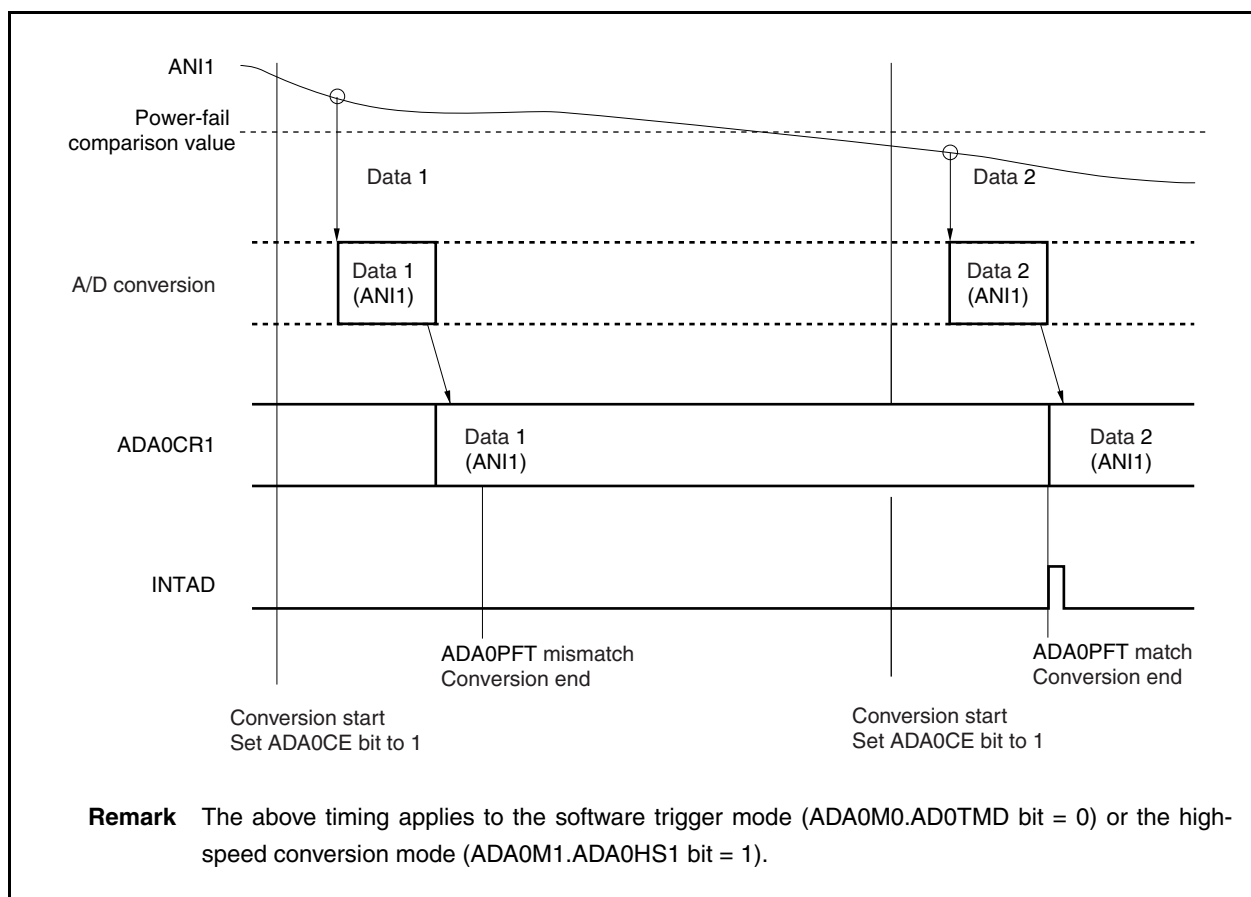 ANI1
Power-fail
comparison value
Data 1
Data 2
A/D conversion
Data 1
(ANI1)
Data 2
(ANI1)
ADA0CR1
Data 1
(ANI1)
Data 2
(ANI1)
INTAD
ADA0PFT mismatch
Conversion end
ADA0PFT match
Conversion end
Conversion start
Set ADA0CE bit to 1
Conversion start
Set ADA0CE bit to 1
Remark The above timing applies to the software trigger mode (ADA0M0.AD0TMD bit = 0) or the high-
speed conversion mode (ADA0M1.ADA0HS1 bit = 1).